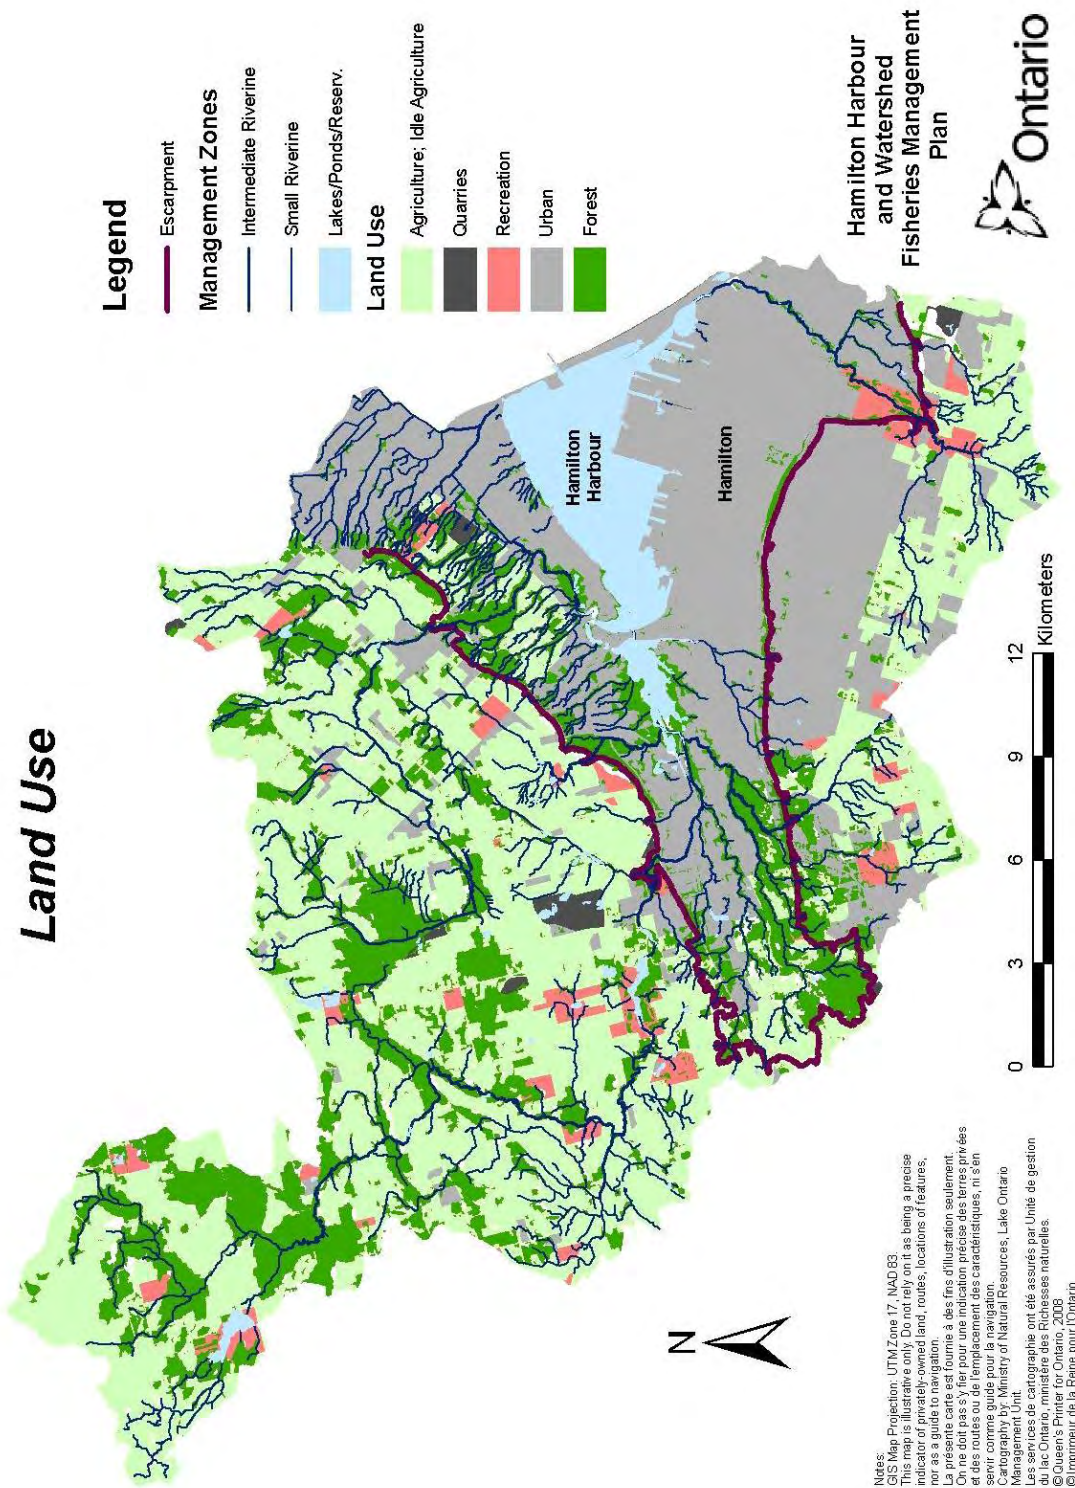 Land Use
Legend
Escarpment
Management Zones
Intermediate Riverine
Small Riverine
Lakes/Ponds/Reserv.
Land Use
Agriculture; Idle Agriculture
Quarries
Recreation
Urban
Forest
Hamilton
Harbour
Hamilton
Hamilton Harbour
and Watershed
Fisheries Management
Plan
Ontario
N
0 3 6 9 12
Kilometers
Notes:
GIS Map Projection: UTM Zone 17, NAD83.
This map is illustrative only. Do not rely on it as being a precise
indicator of privately-owned land, routes, locations of features,
nor as a guide to navigation.
La présente carte est fournie à des fins d'illustration seulement.
On ne doit pas s'y fier pour une indication précise des terres privées
et des routes ou de l'emplacement des caractéristiques, ni s'en
servir comme guide pour la navigation.
Cartography by: Ministry of Natural Resources, Lake Ontario
Management Unit.
Les services de cartographie ont été assurés par Unité de gestion
du lac Ontario, ministère des Richesses naturelles.
© Queen's Printer for Ontario, 2008
© Imprimeur de la Reine pour l'Ontario